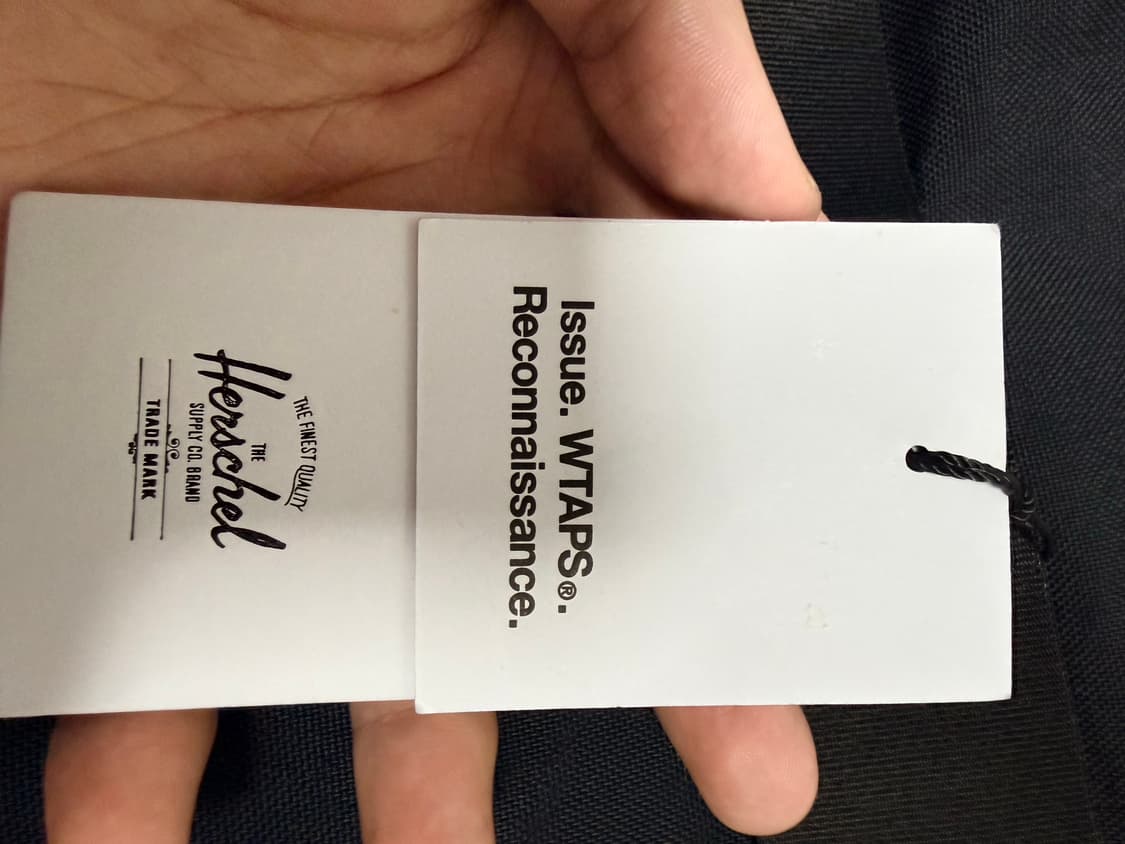 Issue. WTAPS®.
Reconnaissance.
THE FINEST QUALITY
THE
Herschel
SUPPLY CO. BRAND
TRADE MARK